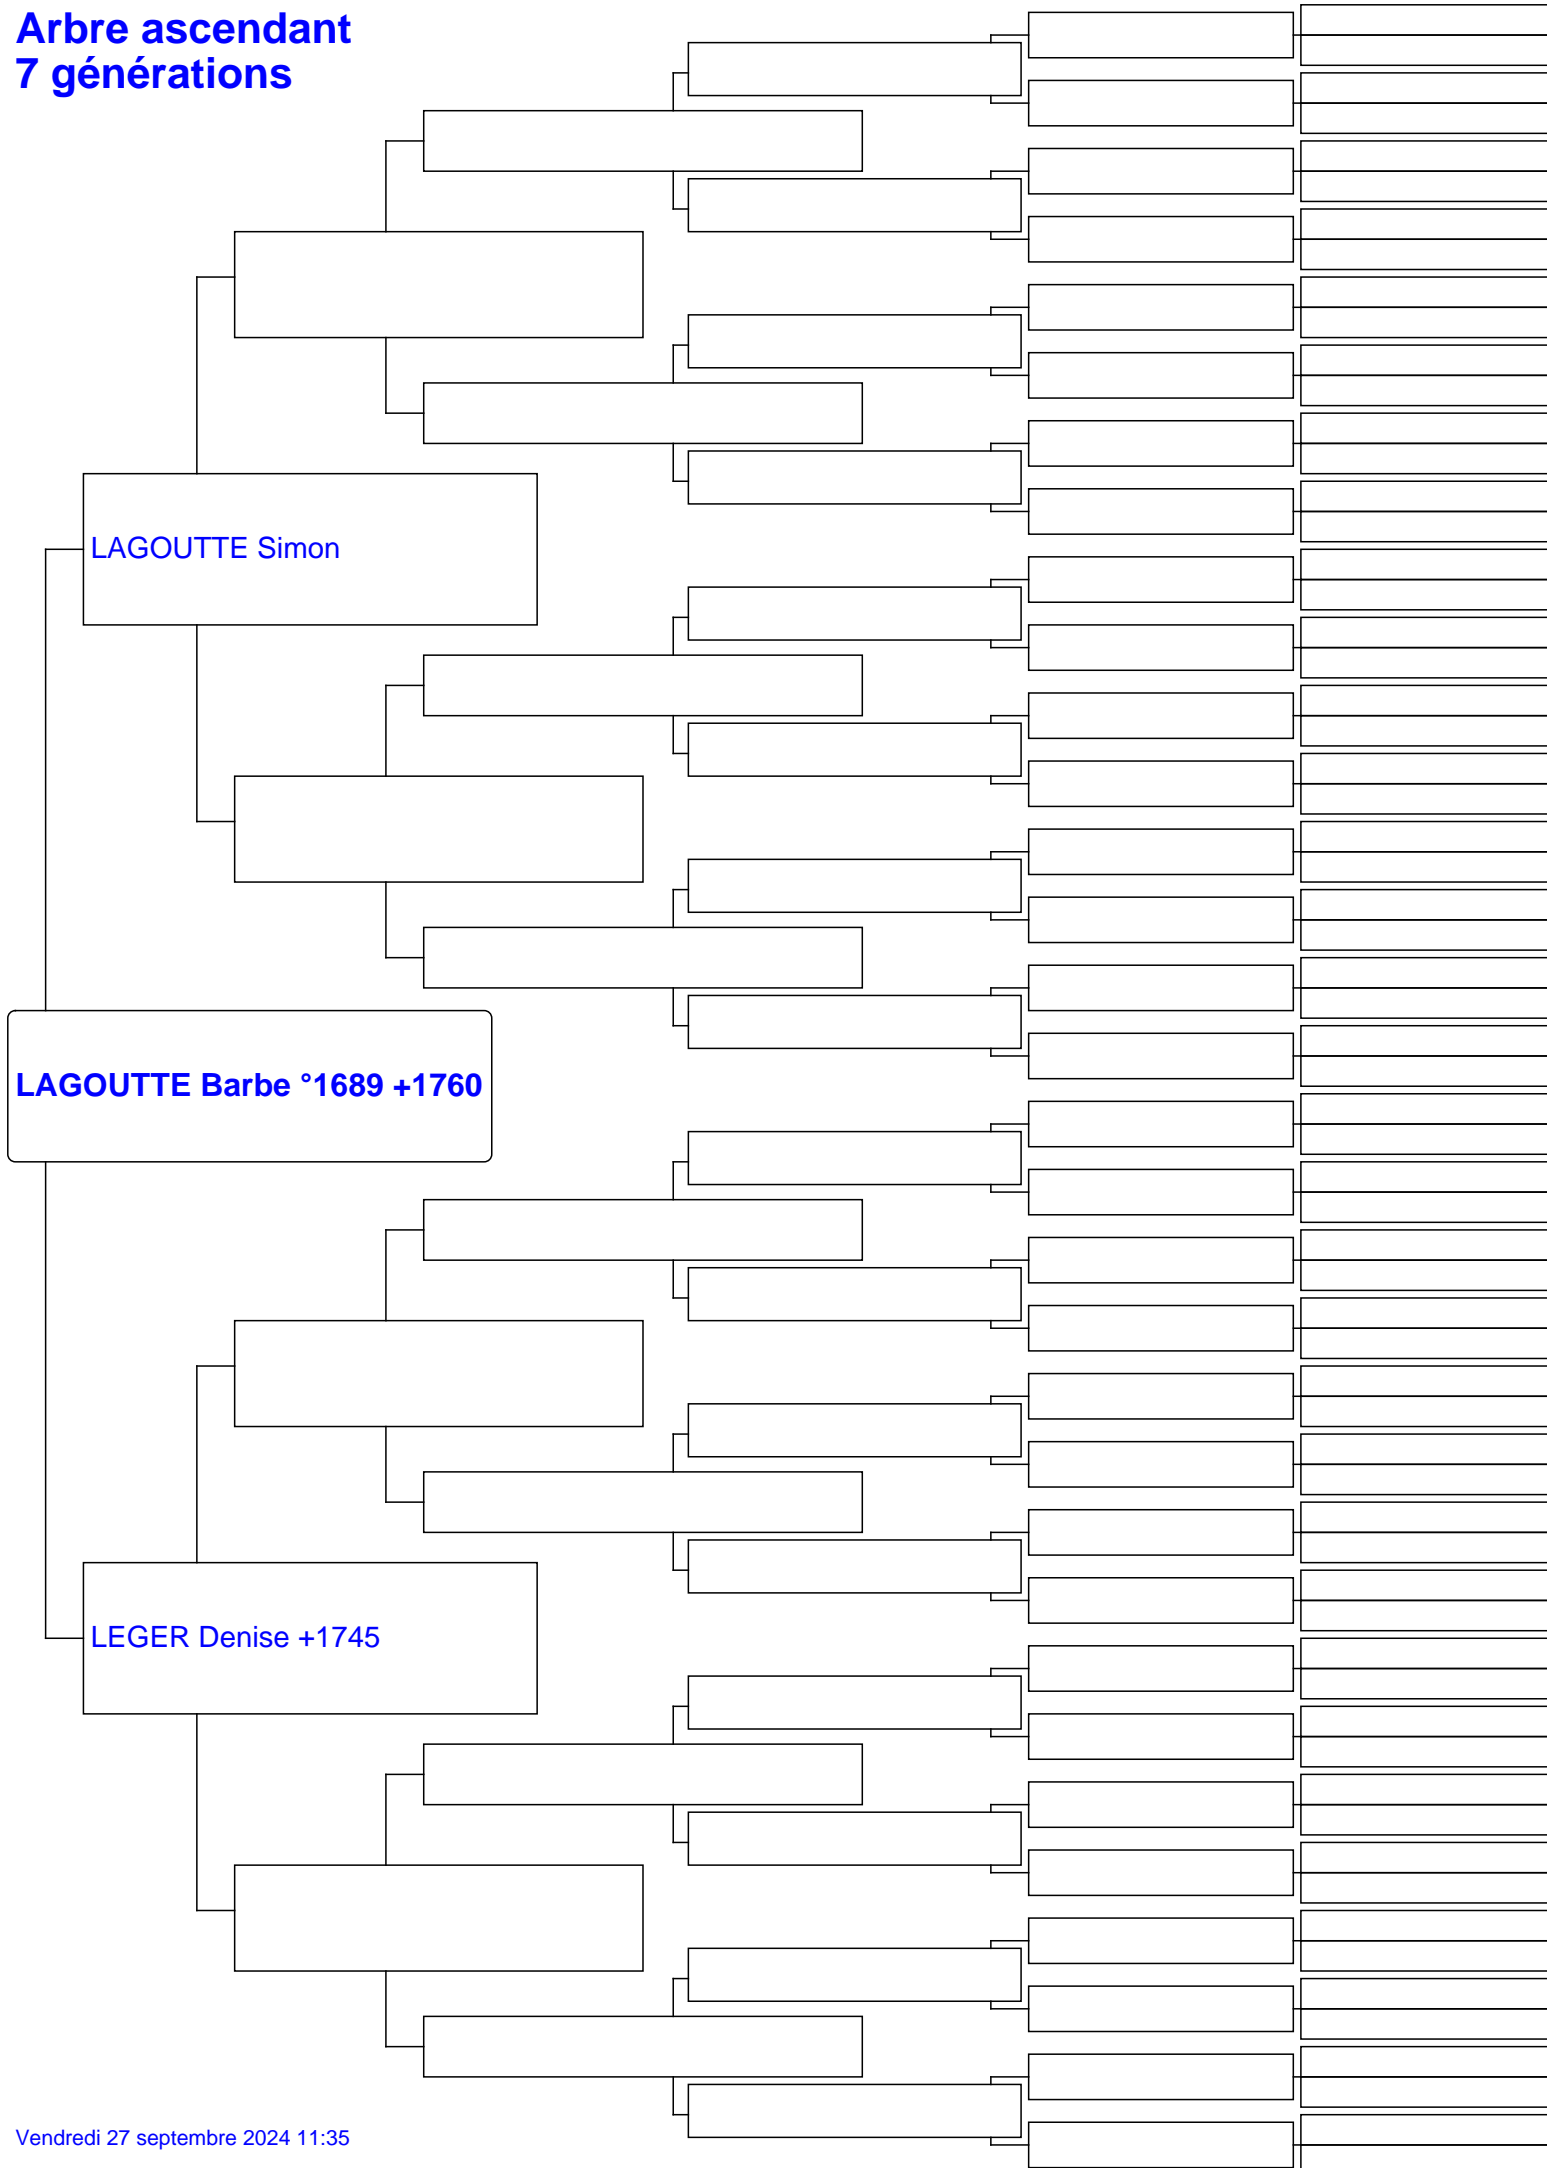 Arbre ascendant
7 générations
LAGOUTTE Simon
LAGOUTTE Barbe °1689 +1760
LEGER Denise +1745
Vendredi 27 septembre 2024 11:35